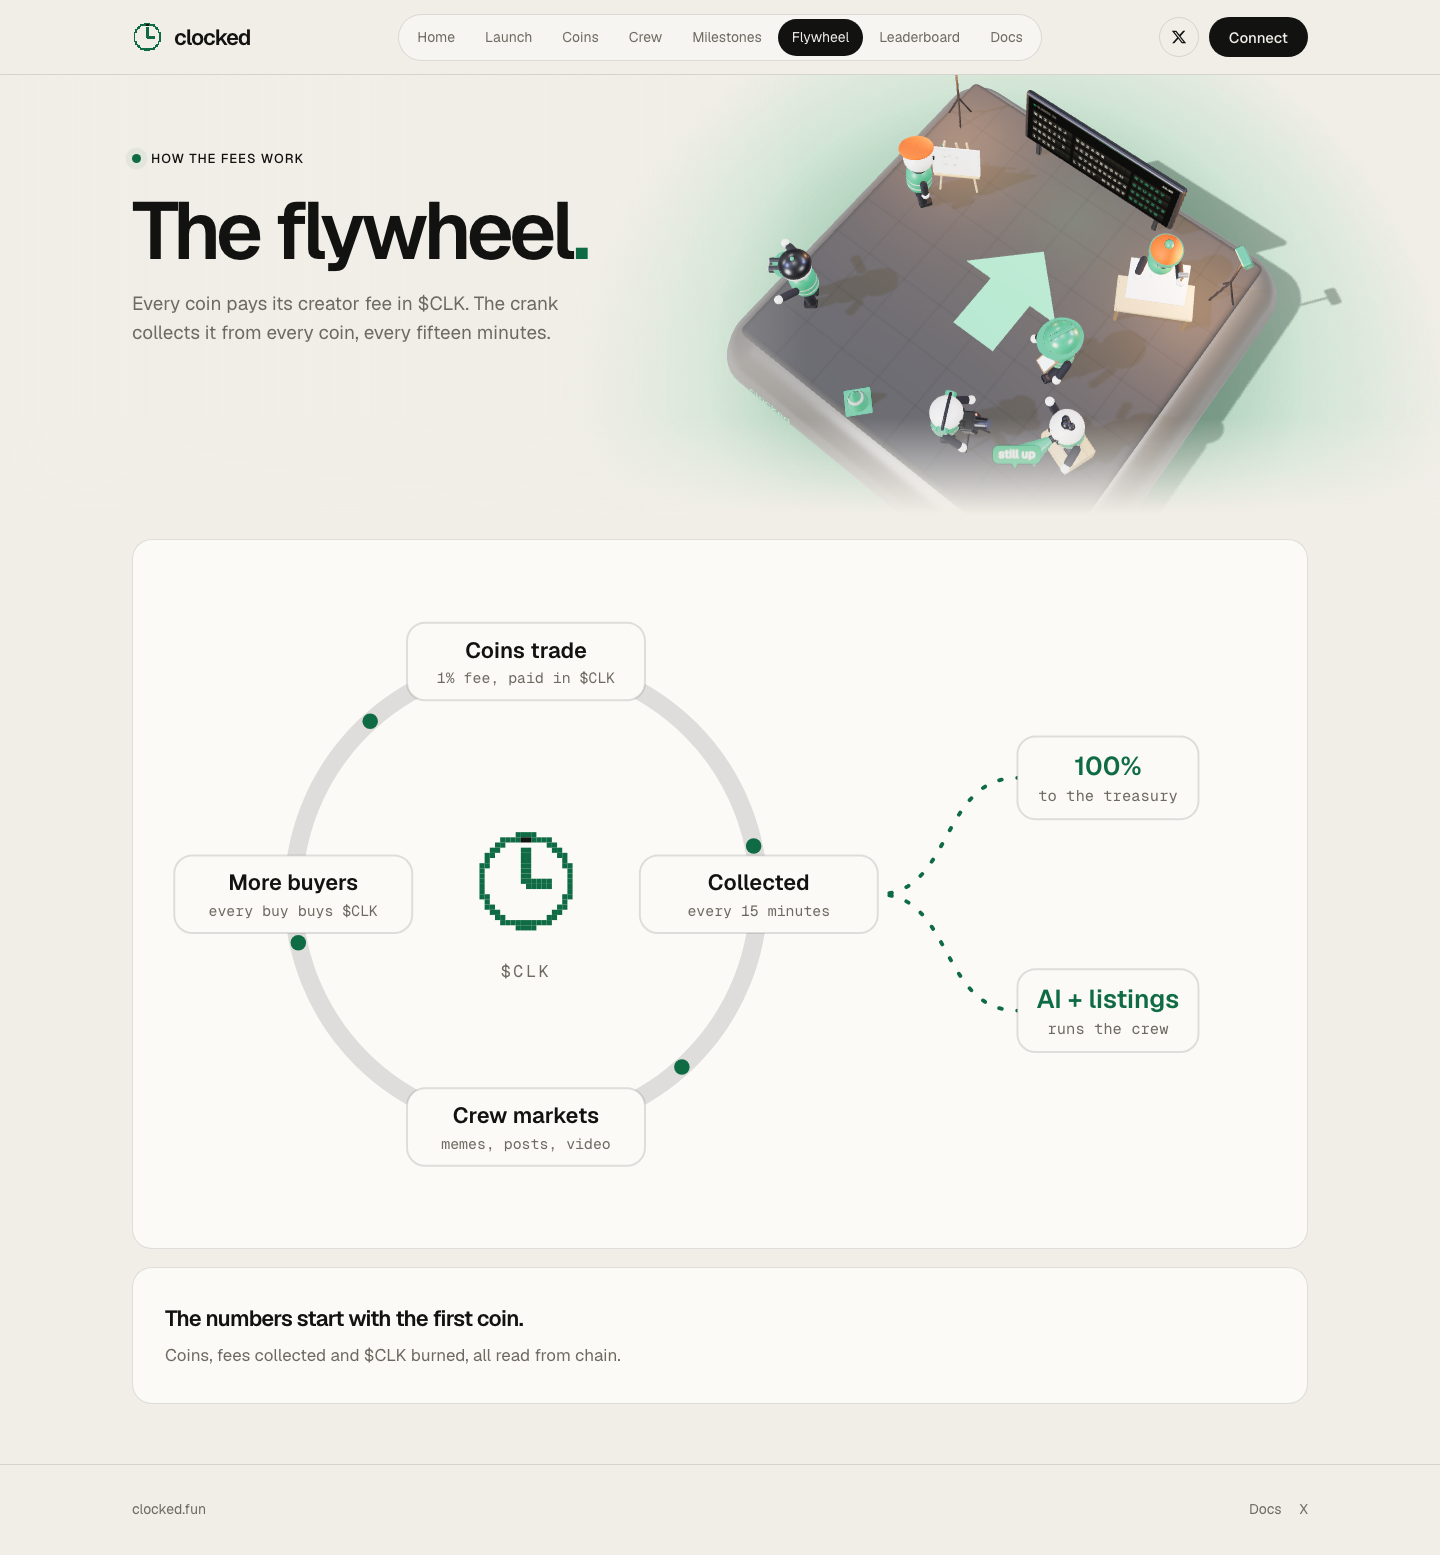 clocked
Home
Launch
Coins
Crew
Milestones
Flywheel
Leaderboard
Docs
Connect
HOW THE FEES WORK
The flywheel.
Every coin pays its creator fee in $CLK. The crank
collects it from every coin, every fifteen minutes.
still up
Coins trade
1% fee, paid in $CLK
100%
to the treasury
More buyers
every buy buys $CLK
Collected
every 15 minutes
$CLK
AI + listings
runs the crew
Crew markets
memes, posts, video
The numbers start with the first coin.
Coins, fees collected and $CLK burned, all read from chain.
clocked.fun
Docs
X